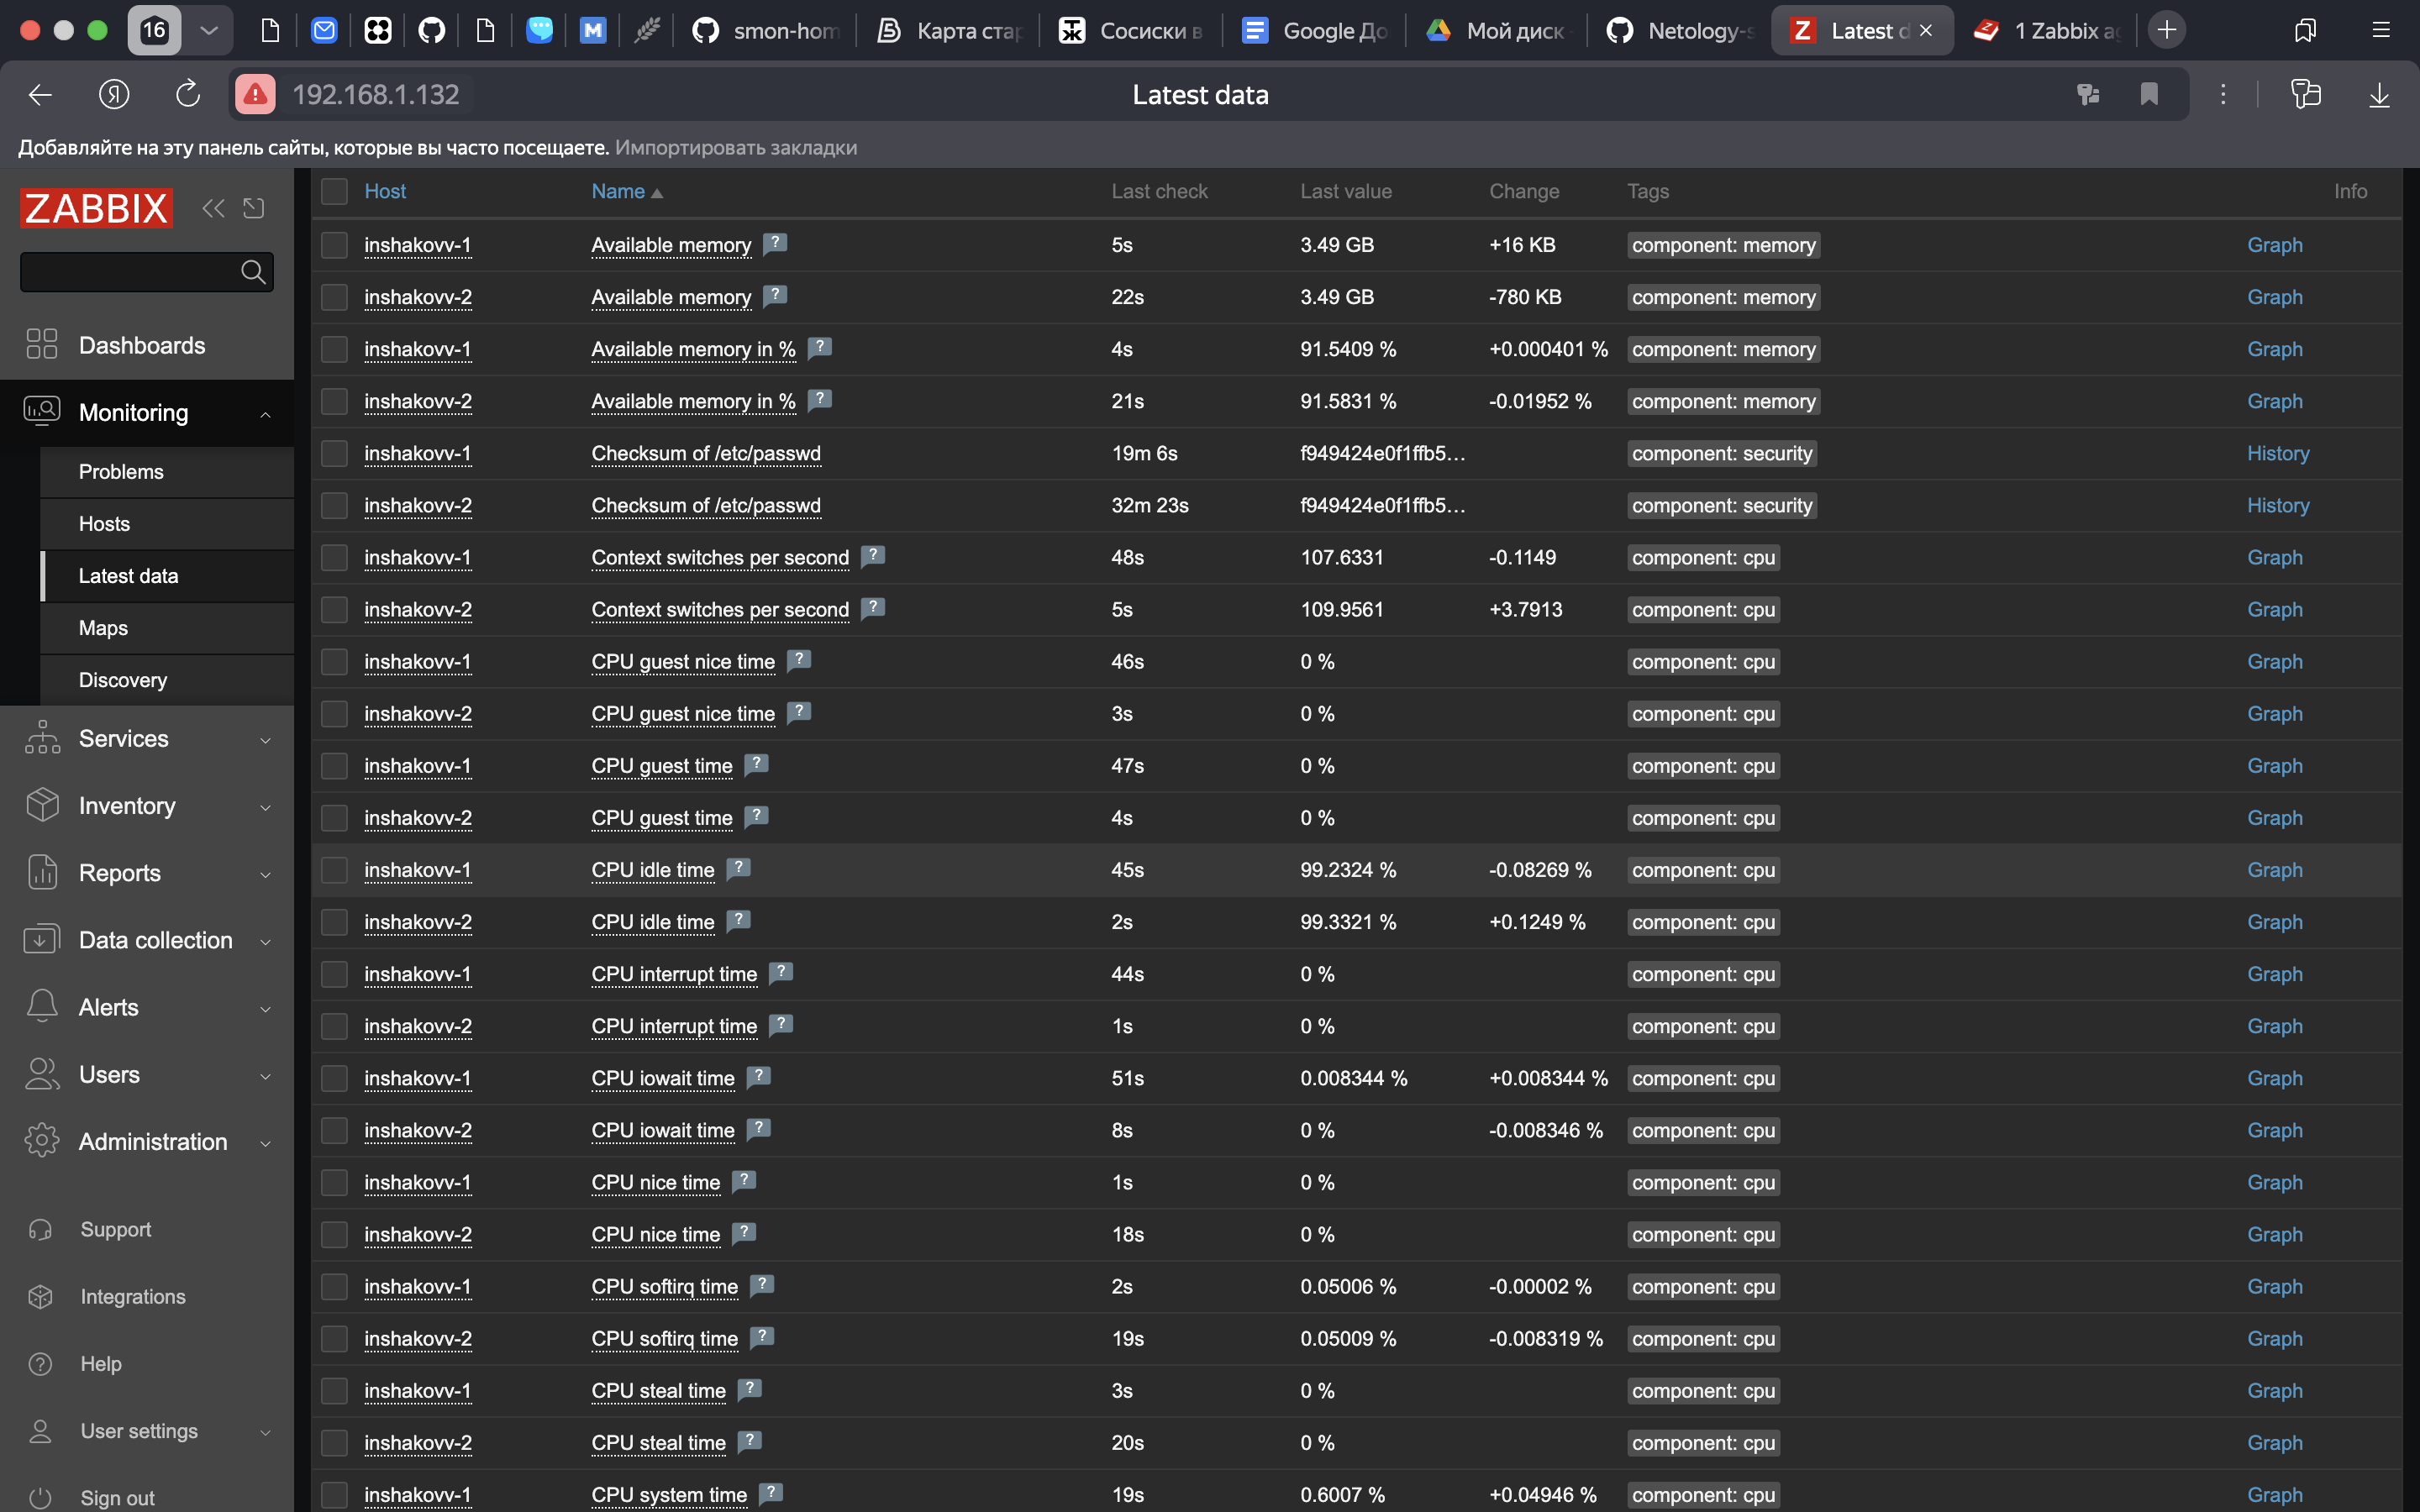 16
smon-hom
Карта стар
Сосиски в
Google До
Мой диск
Netology-s
Latest d
1 Zabbix a
192.168.1.132
Latest data
Добавляйте на эту панель сайты, которые вы часто посещаете. Импортировать закладки
ZABBIX
Dashboards
Monitoring
Problems
Hosts
Latest data
Maps
Discovery
Services
Inventory
Reports
Data collection
Alerts
Users
Administration
Support
Integrations
Help
User settings
Sign out
Host Name Last check Last value Change Tags Info
inshakovv-1 Available memory ? 5s 3.49 GB +16 KB component: memory Graph
inshakovv-2 Available memory ? 22s 3.49 GB -780 KB component: memory Graph
inshakovv-1 Available memory in % ? 4s 91.5409 % +0.000401 % component: memory Graph
inshakovv-2 Available memory in % ? 21s 91.5831 % -0.01952 % component: memory Graph
inshakovv-1 Checksum of /etc/passwd 19m 6s f949424e0f1ffb5... component: security History
inshakovv-2 Checksum of /etc/passwd 32m 23s f949424e0f1ffb5... component: security History
inshakovv-1 Context switches per second ? 48s 107.6331 -0.1149 component: cpu Graph
inshakovv-2 Context switches per second ? 5s 109.9561 +3.7913 component: cpu Graph
inshakovv-1 CPU guest nice time ? 46s 0 % component: cpu Graph
inshakovv-2 CPU guest nice time ? 3s 0 % component: cpu Graph
inshakovv-1 CPU guest time ? 47s 0 % component: cpu Graph
inshakovv-2 CPU guest time ? 4s 0 % component: cpu Graph
inshakovv-1 CPU idle time ? 45s 99.2324 % -0.08269 % component: cpu Graph
inshakovv-2 CPU idle time ? 2s 99.3321 % +0.1249 % component: cpu Graph
inshakovv-1 CPU interrupt time ? 44s 0 % component: cpu Graph
inshakovv-2 CPU interrupt time ? 1s 0 % component: cpu Graph
inshakovv-1 CPU iowait time ? 51s 0.008344 % +0.008344 % component: cpu Graph
inshakovv-2 CPU iowait time ? 8s 0 % -0.008346 % component: cpu Graph
inshakovv-1 CPU nice time ? 1s 0 % component: cpu Graph
inshakovv-2 CPU nice time ? 18s 0 % component: cpu Graph
inshakovv-1 CPU softirq time ? 2s 0.05006 % -0.00002 % component: cpu Graph
inshakovv-2 CPU softirq time ? 19s 0.05009 % -0.008319 % component: cpu Graph
inshakovv-1 CPU steal time ? 3s 0 % component: cpu Graph
inshakovv-2 CPU steal time ? 20s 0 % component: cpu Graph
inshakovv-1 CPU system time ? 19s 0.6007 % +0.04946 % component: cpu Graph